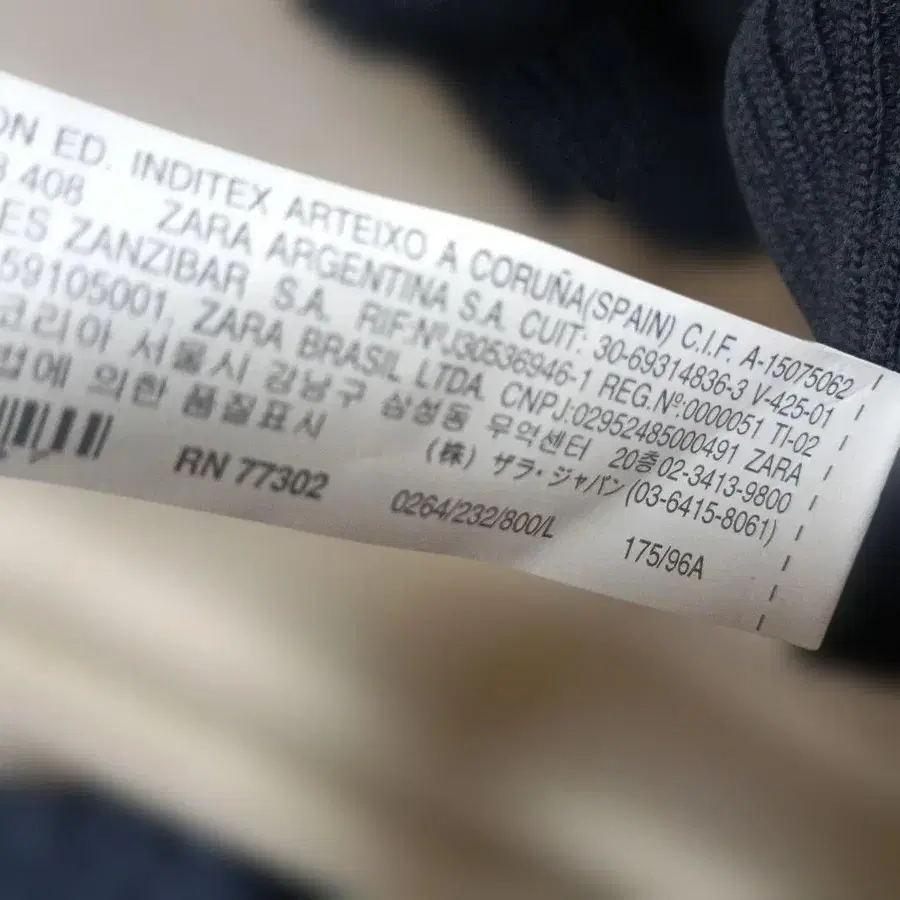 ON ED. INDITEX ARTEIXO A CORUÑA(SPAIN) C.I.F. A-15075062
408 ZARA ARGENTINA S.A. CUIT: 30-69314836-3 V-425-01
ES ZANZIBAR S.A. RIF:Nº J30536946-1 REG.Nº:000051 TI-02
59105001, ZARA BRASIL LTDA. CNPJ:02952485000491 ZARA
코리아 서울시 강남구 삼성동 무역센터 20층02-3413-9800
법에 의한 품질표시 (株) ザラ・ジャパン(03-6415-8061)
RN 77302 0264/232/800/L 175/96A